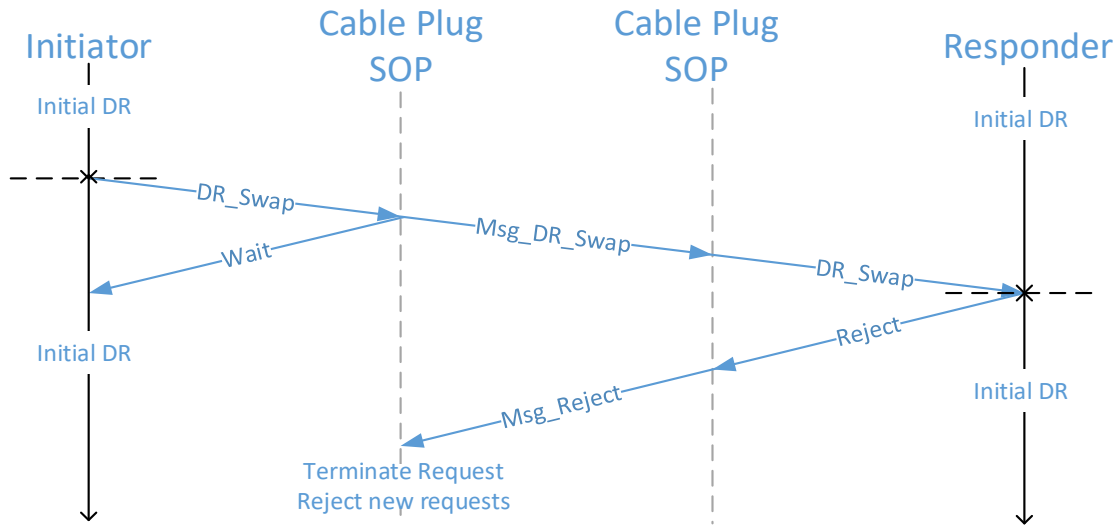 Initiator
Cable Plug
SOP
Cable Plug
SOP
Responder
Initial DR
Initial DR
DR_Swap
Msg_DR_Swap
DR_Swap
Wait
Reject
Initial DR
Initial DR
Msg_Reject
Terminate Request
Reject new requests